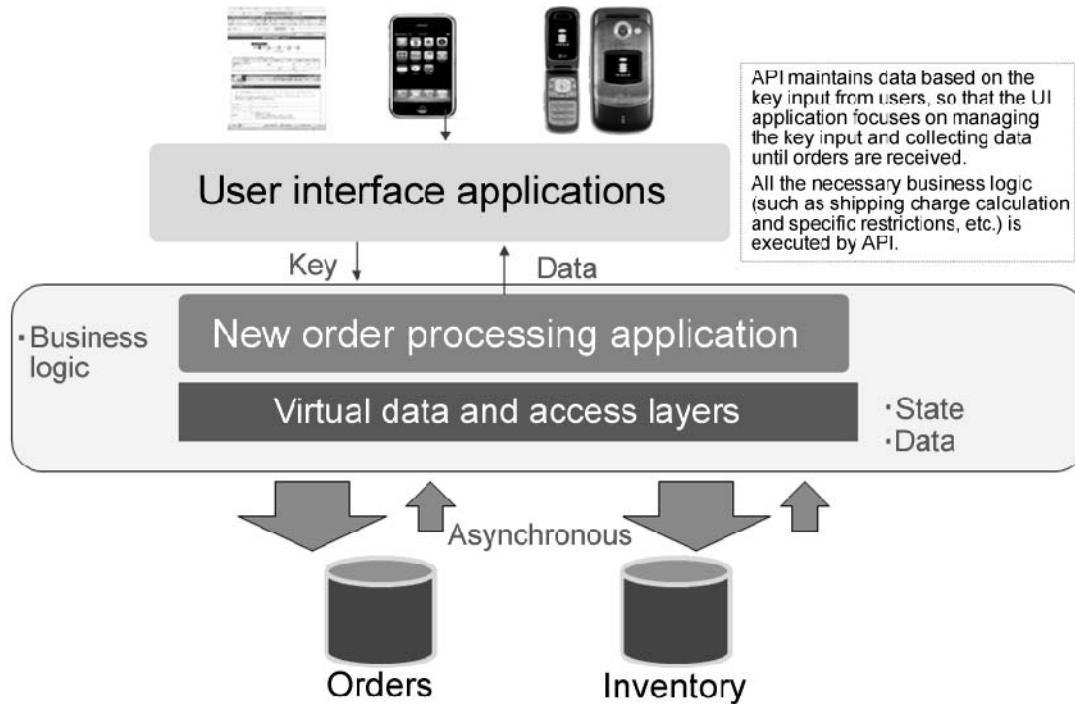 API maintains data based on the
key input from users, so that the UI
application focuses on managing
the key input and collecting data
until orders are received.
All the necessary business logic
(such as shipping charge calculation
and specific restrictions, etc.) is
executed by API.
User interface applications
Key
Data
・Business
logic
New order processing application
Virtual data and access layers
・State
・Data
Asynchronous
Orders
Inventory